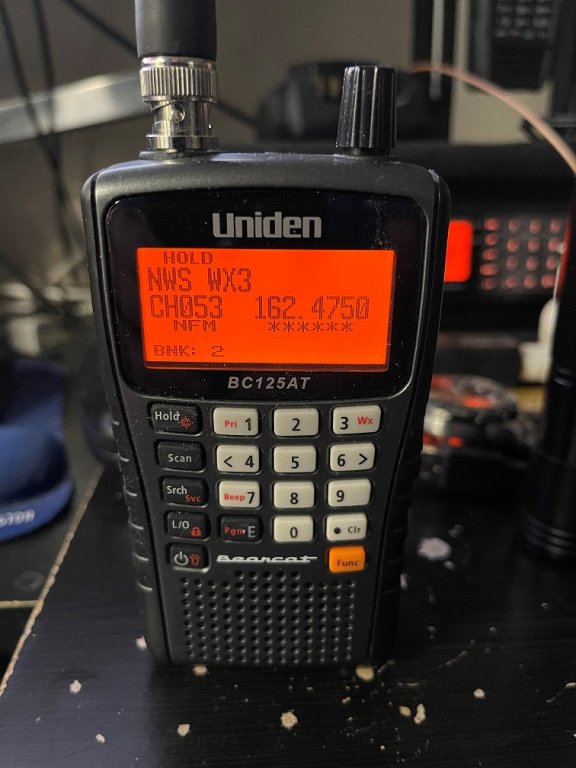 Uniden
HOLD
NWS WX3
CH053 162.4750
NFM ******
BNK: 2
BC125AT
Hold Pri 1 2 3 Wx
Scan < 4 5 6 >
Srch Svc Beep 7 8 9
L/O Pgm E 0 • Clr
Bearcat Func